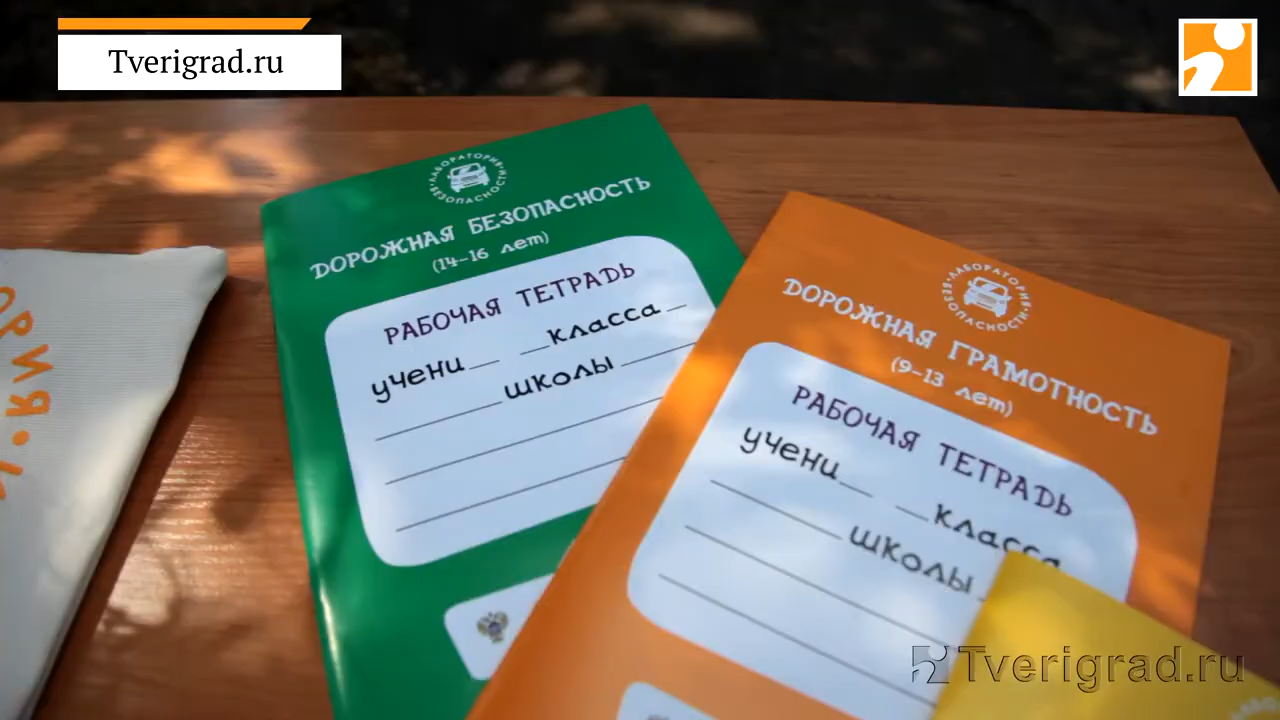 Tverigrad.ru
ЛАБОРАТОРИЯ БЕЗОПАСНОСТИ
ДОРОЖНАЯ БЕЗОПАСНОСТЬ
(14-16 лет)
РАБОЧАЯ ТЕТРАДЬ
учени__ __класса__
школы
ЛАБОРАТОРИЯ БЕЗОПАСНОСТИ
ДОРОЖНАЯ ГРАМОТНОСТЬ
(9-13 лет)
РАБОЧАЯ ТЕТРАДЬ
учени__ __класса
школы
Tverigrad.ru